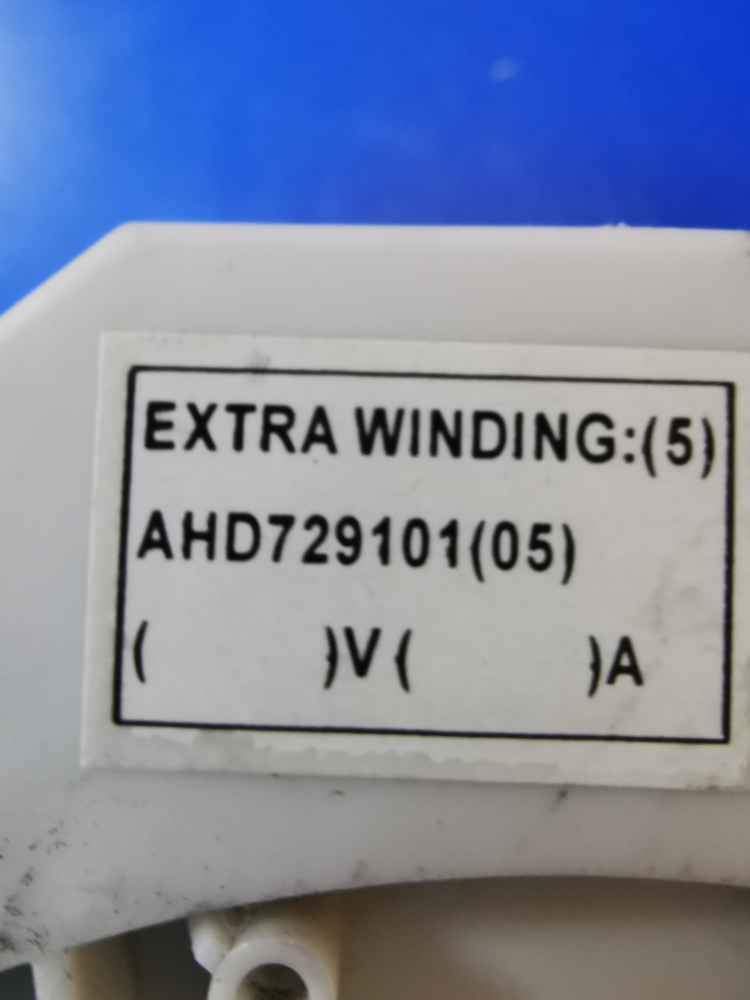 EXTRA WINDING:(5)
AHD729101(05)
( )V ( )A